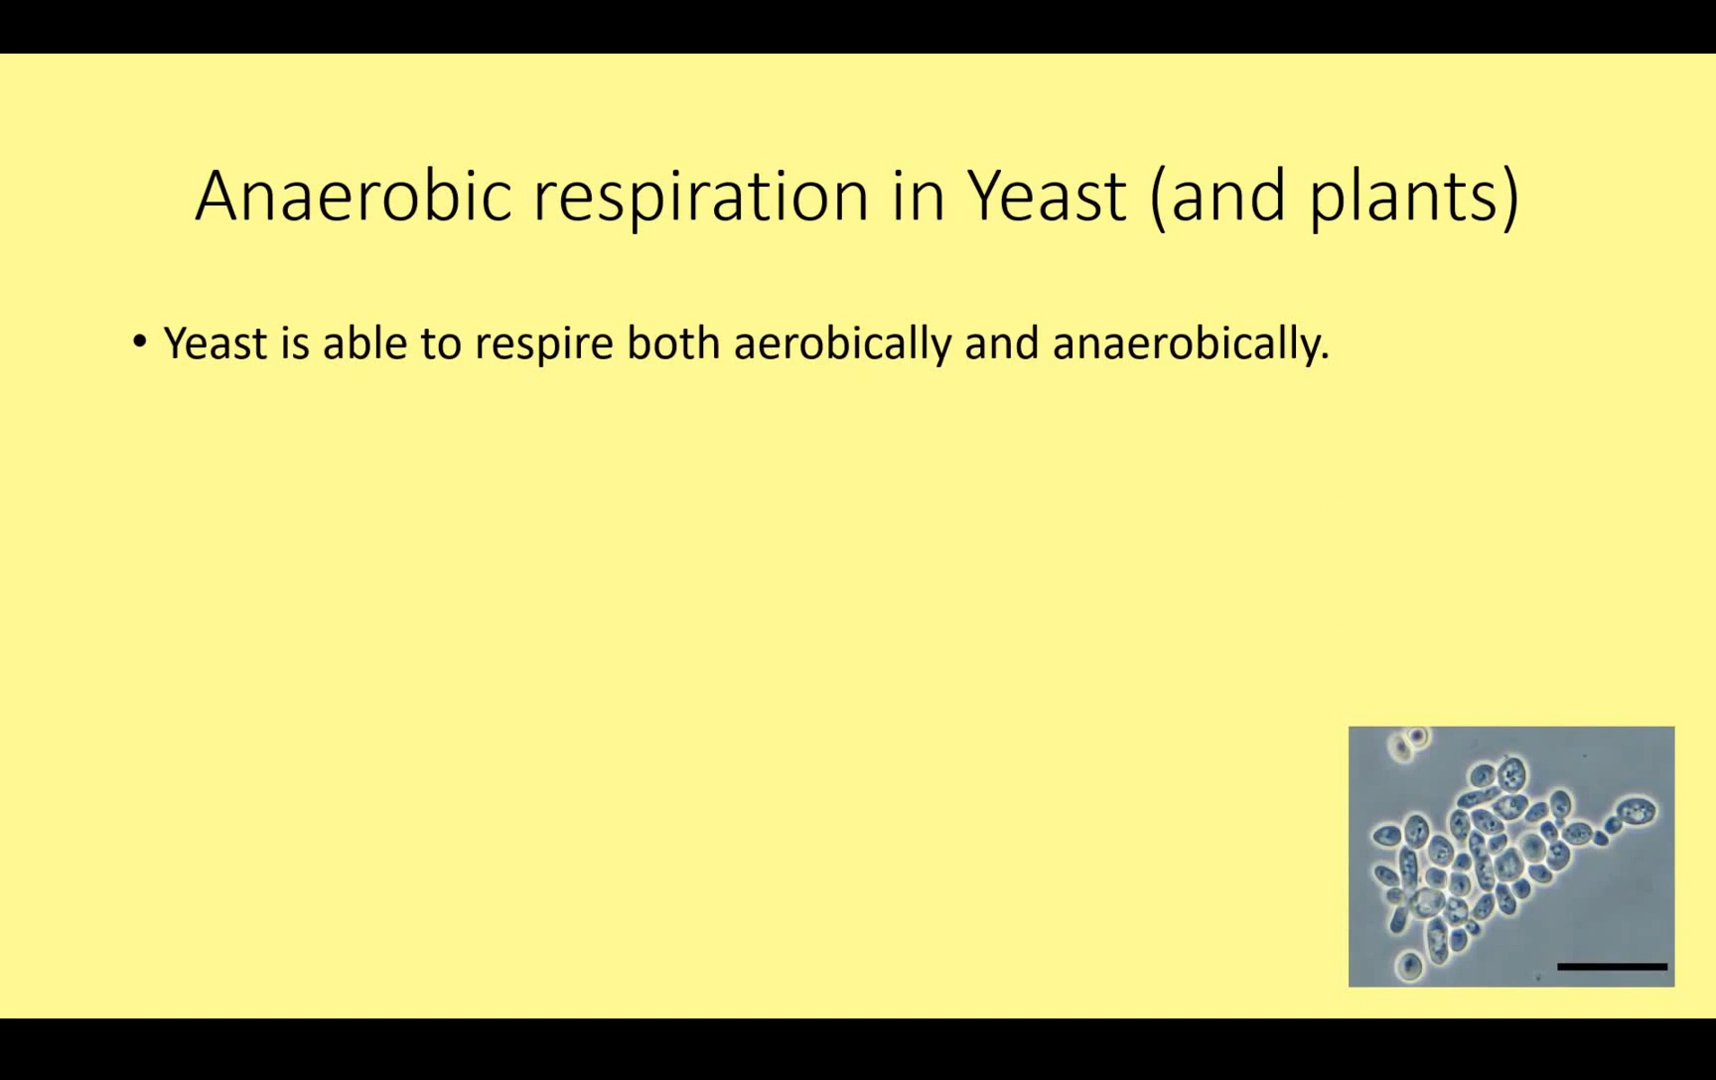 Anaerobic respiration in Yeast (and plants)
• Yeast is able to respire both aerobically and anaerobically.